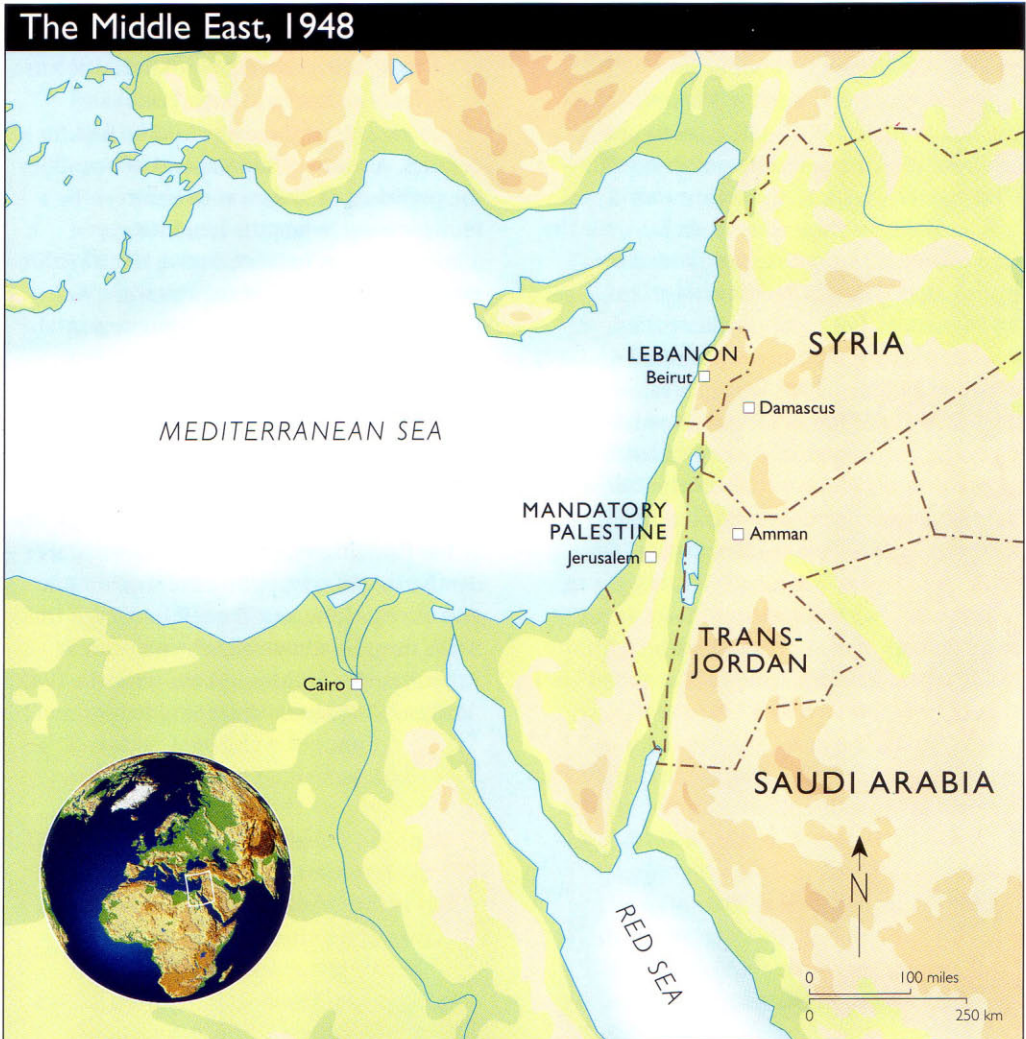 The Middle East, 1948
LEBANON
Beirut
SYRIA
Damascus
MEDITERRANEAN SEA
MANDATORY
PALESTINE
Jerusalem
Amman
TRANS-
JORDAN
Cairo
SAUDI ARABIA
N
RED SEA
0 100 miles
0 250 km